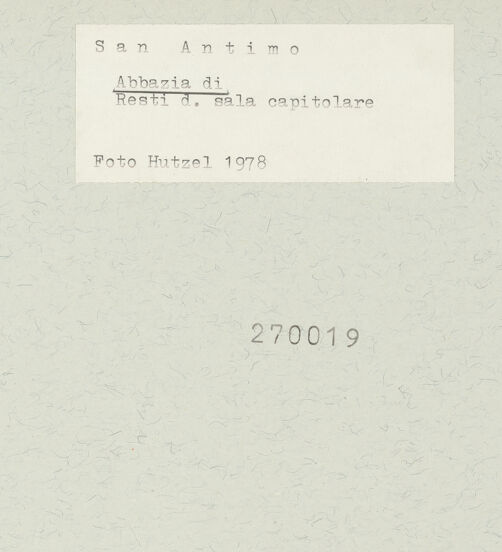 San Antimo
Abbazia di
Resti d. sala capitolare
Foto Hutzel 1978
270019